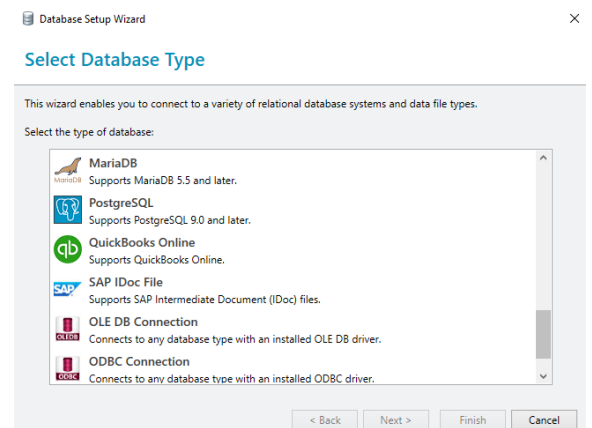 Database Setup Wizard
Select Database Type
This wizard enables you to connect to a variety of relational database systems and data file types.
Select the type of database:
MariaDB
MariaDB
Supports MariaDB 5.5 and later.
PostgreSQL
Supports PostgreSQL 9.0 and later.
qb
QuickBooks Online
Supports QuickBooks Online.
SAP
SAP IDoc File
Supports SAP Intermediate Document (IDoc) files.
OLEDB
OLE DB Connection
Connects to any database type with an installed OLE DB driver.
ODBC
ODBC Connection
Connects to any database type with an installed ODBC driver.
< Back Next > Finish Cancel